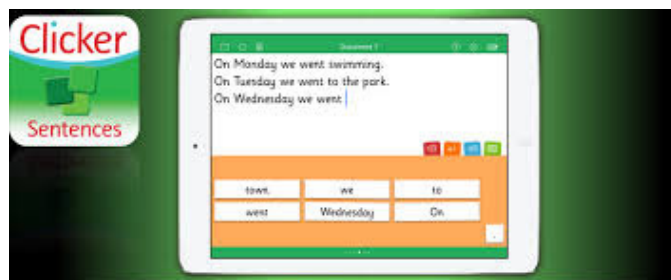 Clicker
Sentences
Document 1
On Monday we went swimming.
On Tuesday we went to the park.
On Wednesday we went
town.
we
to
went
Wednesday
On
.